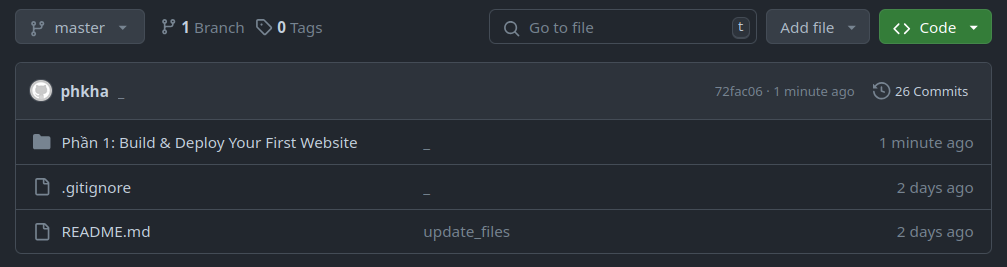 master 1 Branch 0 Tags Go to file t Add file Code
phkha _ 72fac06 · 1 minute ago 26 Commits
Phần 1: Build & Deploy Your First Website _ 1 minute ago
.gitignore _ 2 days ago
README.md update_files 2 days ago